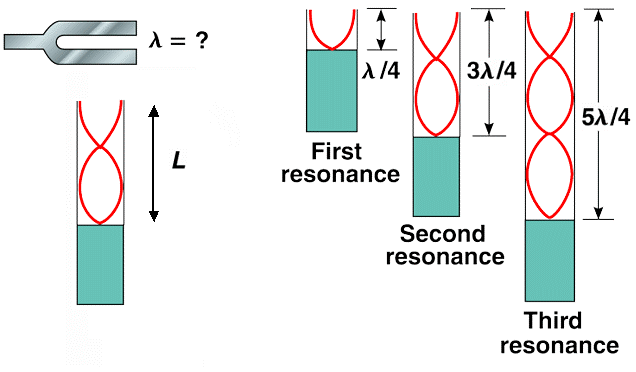 λ = ?
L
λ/4
First
resonance
3λ/4
Second
resonance
5λ/4
Third
resonance